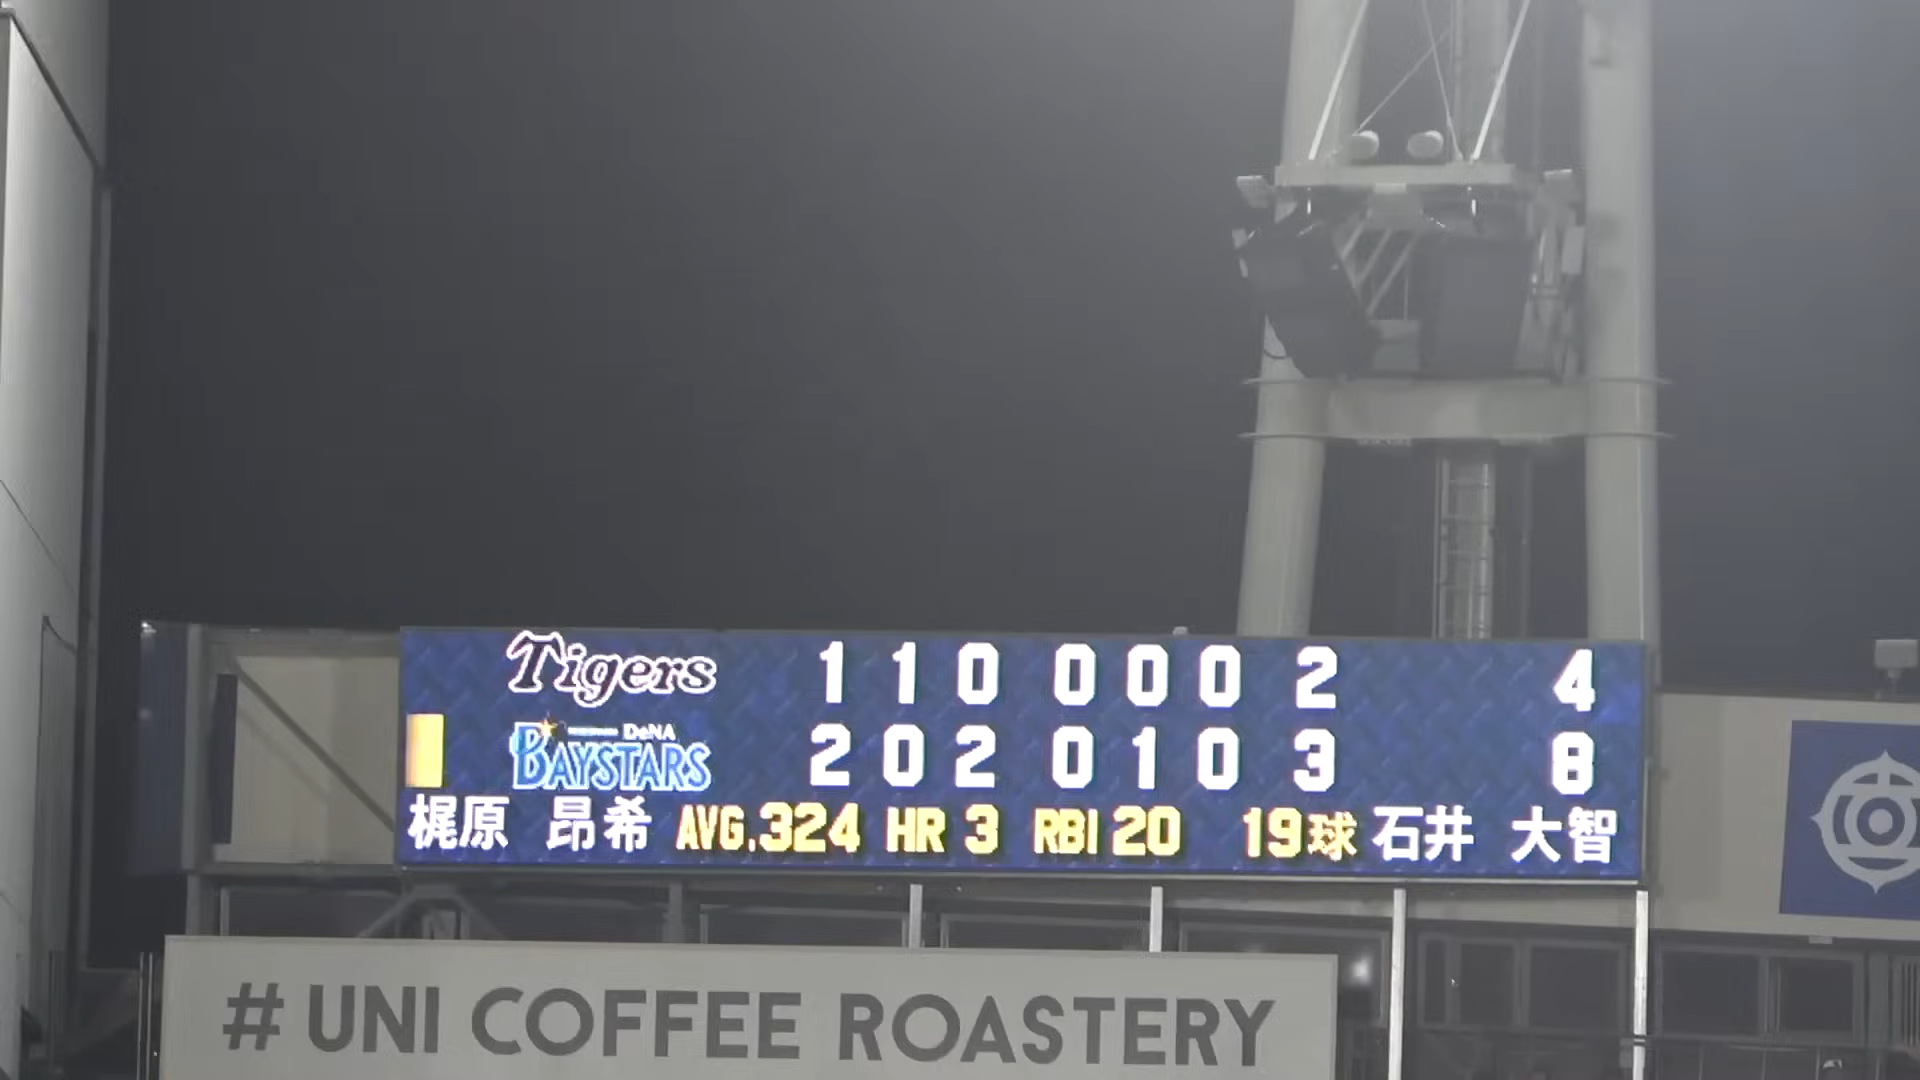 Tigers 1 1 0 0 0 0 2 4
DeNA
BAYSTARS 2 0 2 0 1 0 3 8
梶原 昂希 AVG.324 HR 3 RBI 20 19球 石井 大智
# UNI COFFEE ROASTERY